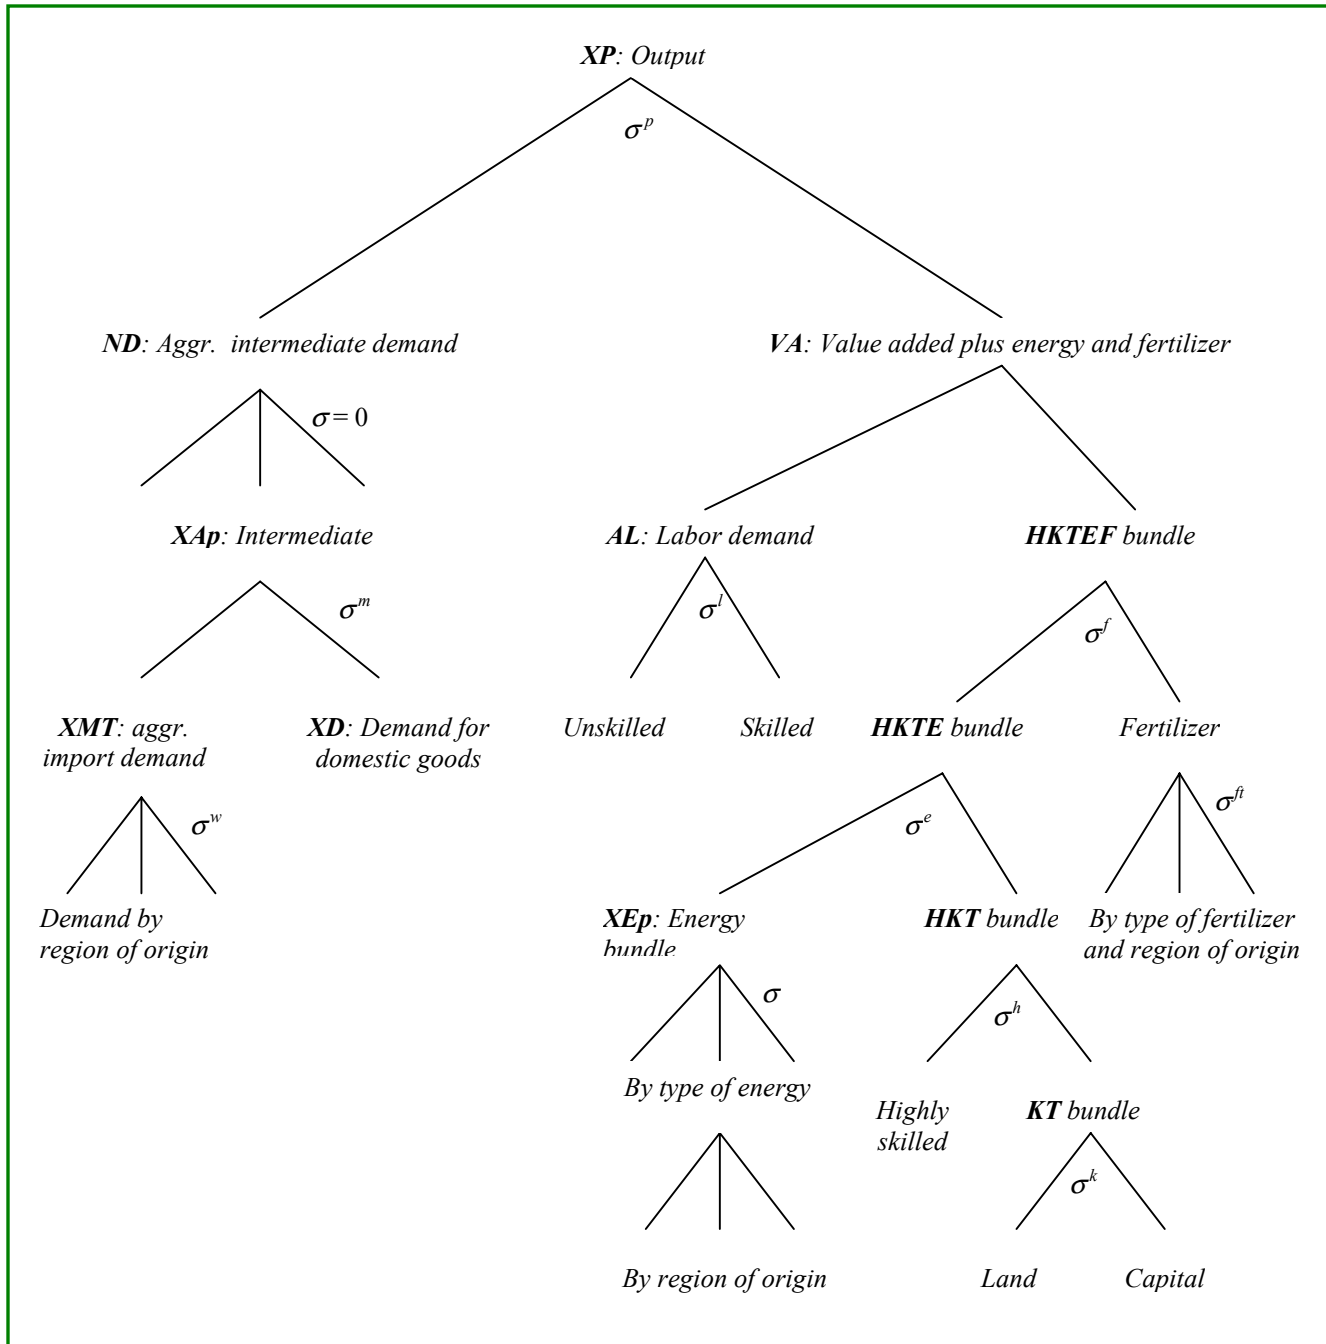 XP: Output
σ^p
ND: Aggr. intermediate demand
VA: Value added plus energy and fertilizer
σ = 0
XAp: Intermediate
AL: Labor demand
HKTEF bundle
σ^m
σ^l
σ^f
XMT: aggr.
import demand
XD: Demand for
domestic goods
Unskilled
Skilled
HKTE bundle
Fertilizer
σ^w
σ^e
σ^ft
Demand by
region of origin
XEp: Energy
bundle
HKT bundle
By type of fertilizer
and region of origin
σ
σ^h
By type of energy
Highly
skilled
KT bundle
σ^k
By region of origin
Land
Capital